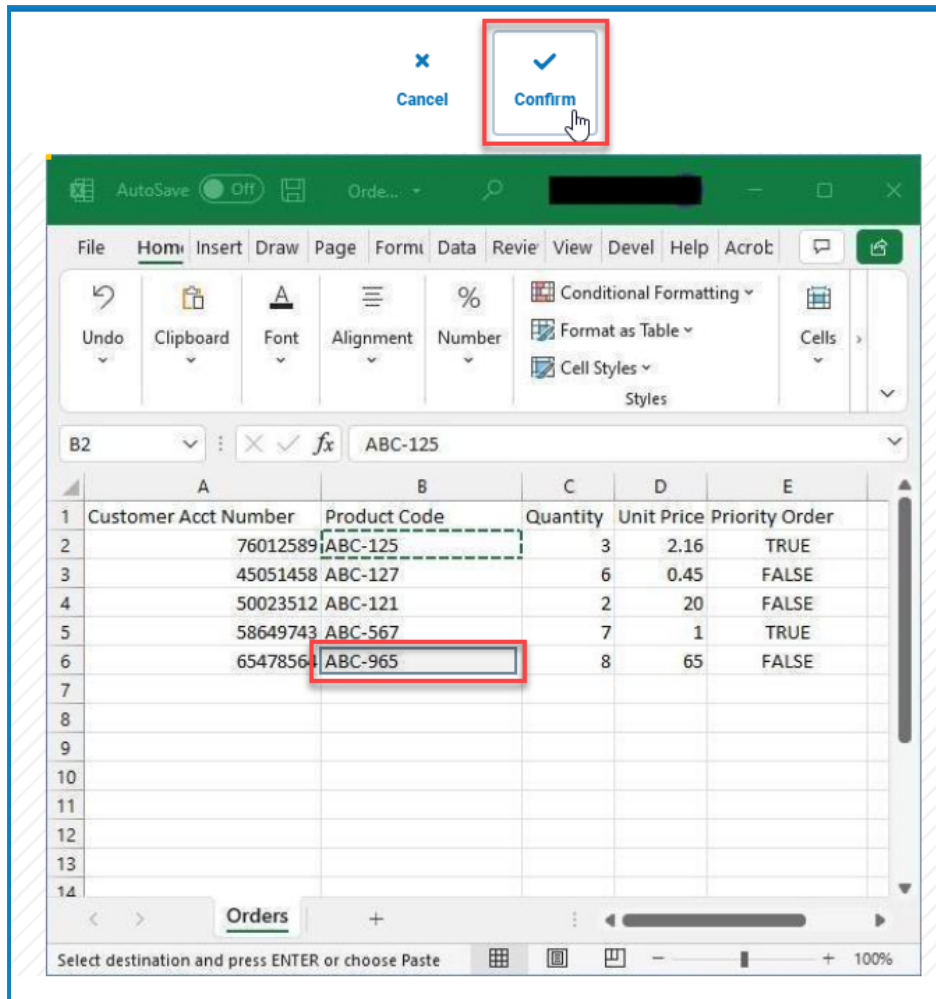 Cancel Confirm
AutoSave Off Orde...
File Home Insert Draw Page Formu Data Revie View Devel Help Acrob
Undo Clipboard Font Alignment Number Conditional Formatting Format as Table Cell Styles Cells
Styles
B2 fx ABC-125
A B C D E
1 Customer Acct Number Product Code Quantity Unit Price Priority Order
2 76012589 ABC-125 3 2.16 TRUE
3 45051458 ABC-127 6 0.45 FALSE
4 50023512 ABC-121 2 20 FALSE
5 58649743 ABC-567 7 1 TRUE
6 65478564 ABC-965 8 65 FALSE
7
8
9
10
11
12
13
14
Orders +
Select destination and press ENTER or choose Paste - + 100%